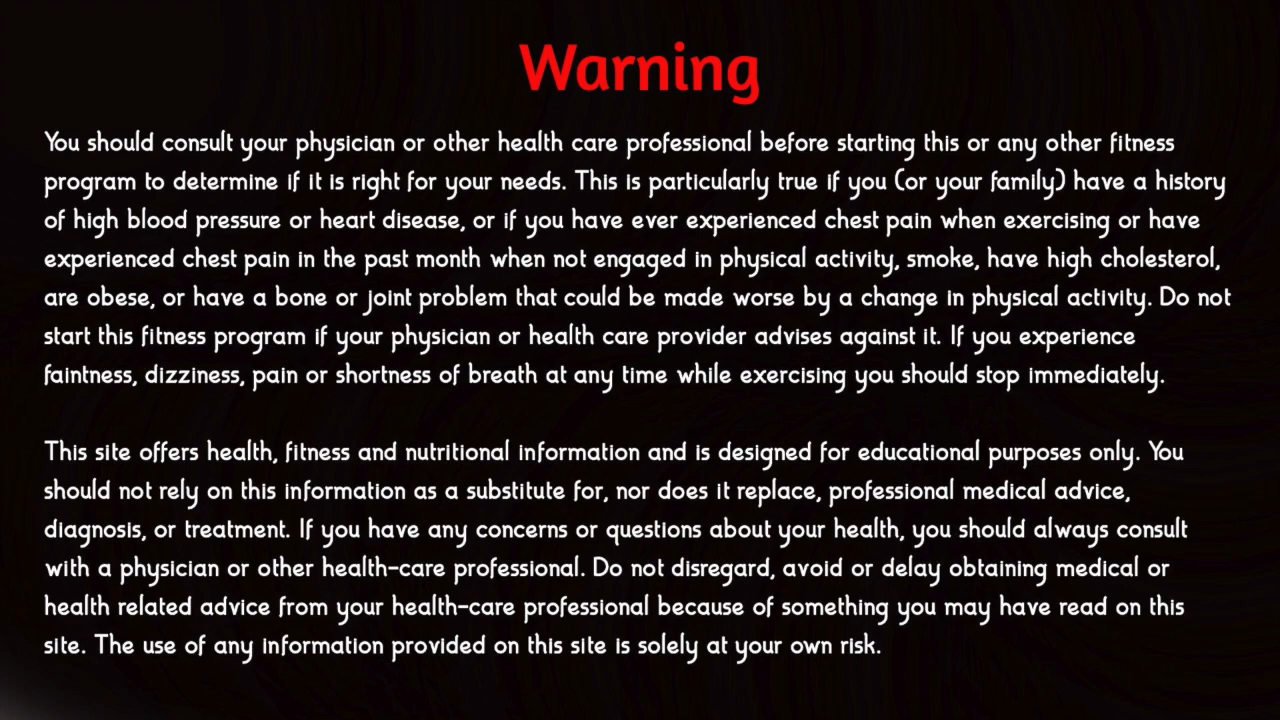 Warning
You should consult your physician or other health care professional before starting this or any other fitness
program to determine if it is right for your needs. This is particularly true if you (or your family) have a history
of high blood pressure or heart disease, or if you have ever experienced chest pain when exercising or have
experienced chest pain in the past month when not engaged in physical activity, smoke, have high cholesterol,
are obese, or have a bone or joint problem that could be made worse by a change in physical activity. Do not
start this fitness program if your physician or health care provider advises against it. If you experience
faintness, dizziness, pain or shortness of breath at any time while exercising you should stop immediately.
This site offers health, fitness and nutritional information and is designed for educational purposes only. You
should not rely on this information as a substitute for, nor does it replace, professional medical advice,
diagnosis, or treatment. If you have any concerns or questions about your health, you should always consult
with a physician or other health-care professional. Do not disregard, avoid or delay obtaining medical or
health related advice from your health-care professional because of something you may have read on this
site. The use of any information provided on this site is solely at your own risk.